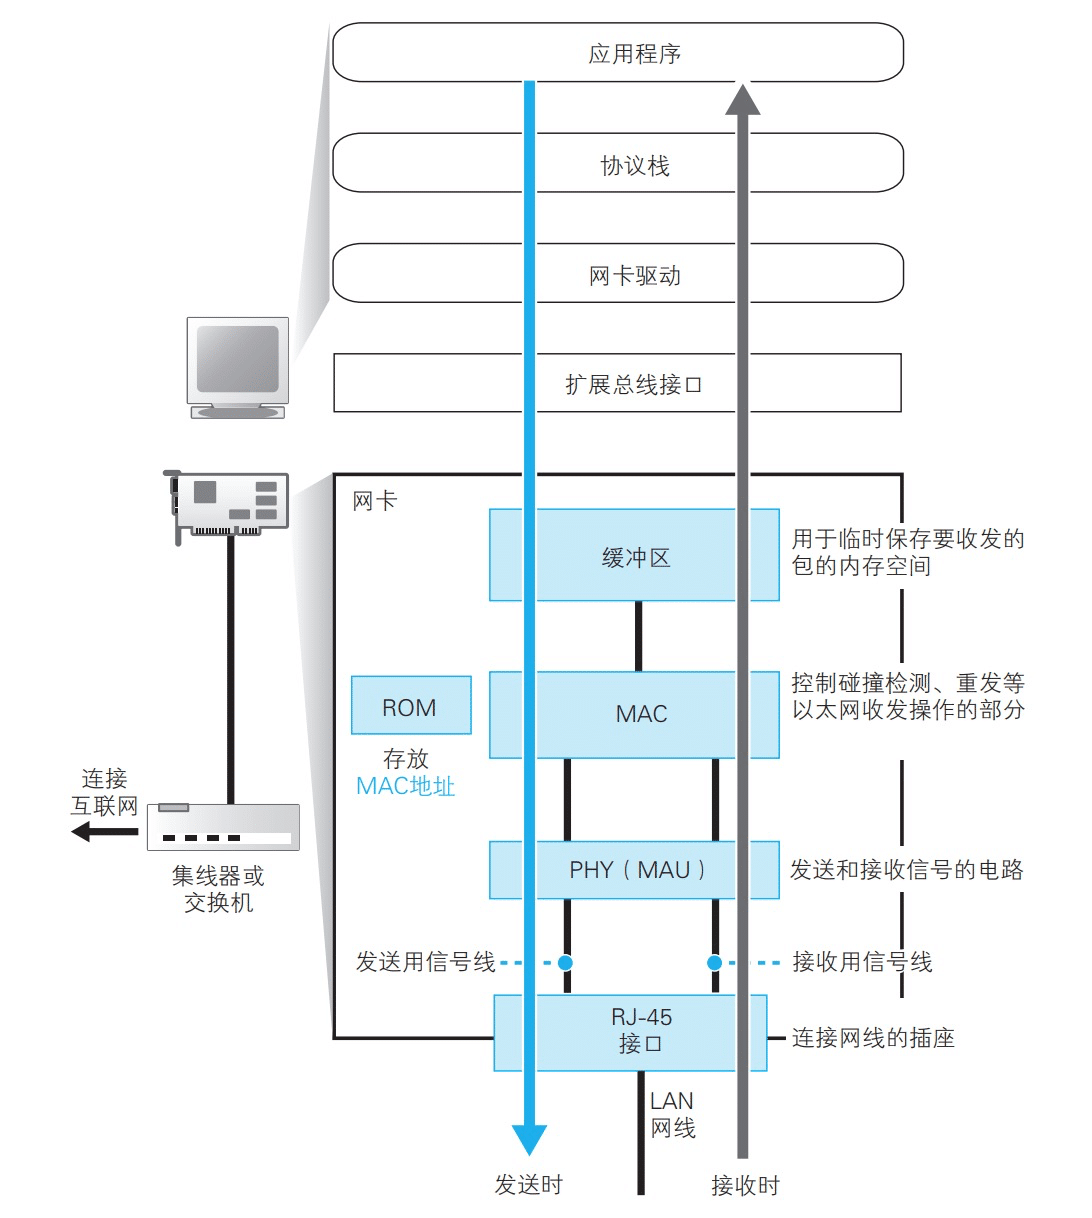 应用程序
协议栈
网卡驱动
扩展总线接口
网卡
缓冲区
用于临时保存要收发的
包的内存空间
ROM
存放
MAC地址
MAC
控制碰撞检测、重发等
以太网收发操作的部分
连接
互联网
集线器或
交换机
PHY（MAU）
发送和接收信号的电路
发送用信号线
接收用信号线
RJ-45
接口
连接网线的插座
LAN
网线
发送时
接收时